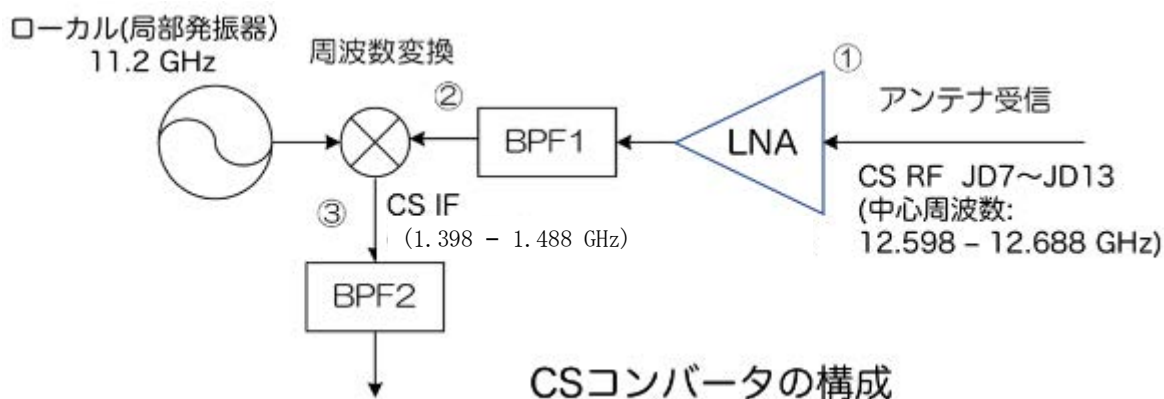 ローカル(局部発振器)
11.2 GHz
周波数変換
②
BPF1
①
LNA
アンテナ受信
CS RF JD7～JD13
(中心周波数:
12.598 – 12.688 GHz)
③
CS IF
(1.398 − 1.488 GHz)
BPF2
CSコンバータの構成